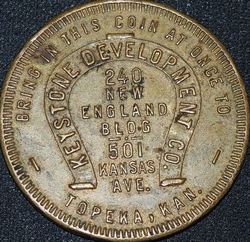 BRING IN THIS COIN AT ONCE TO
KEYSTONE DEVELOPMENT CO.
240
NEW
ENGLAND
BLDG
501
KANSAS
AVE.
TOPEKA, KAN.